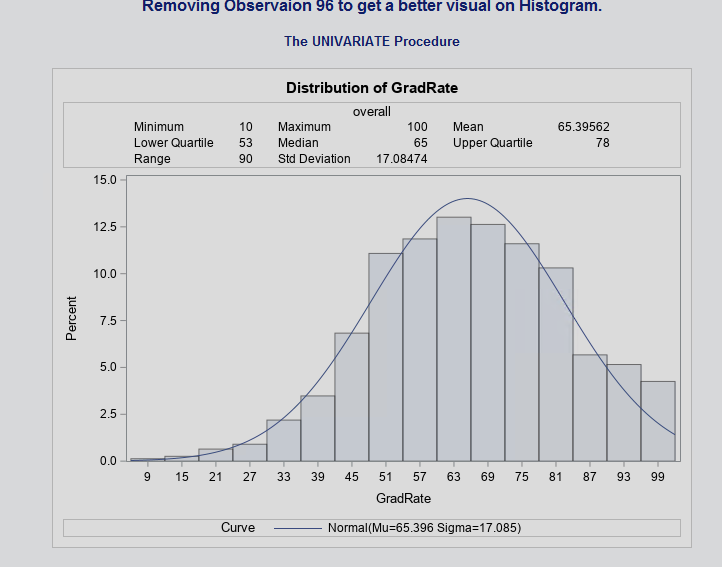 Removing Observaion 96 to get a better visual on Histogram.
The UNIVARIATE Procedure
Distribution of GradRate
overall
Minimum 10 Maximum 100 Mean 65.39562
Lower Quartile 53 Median 65 Upper Quartile 78
Range 90 Std Deviation 17.08474
15.0
12.5
10.0
7.5
5.0
2.5
0.0
Percent
9 15 21 27 33 39 45 51 57 63 69 75 81 87 93 99
GradRate
Curve Normal(Mu=65.396 Sigma=17.085)